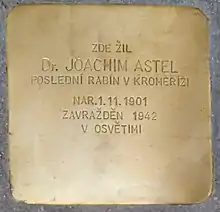 ZDE ŽIL
Dr. JOACHIM ASTEL
POSLEDNÍ RABÍN V KROMĚŘÍŽI
NAR. 1.11.1901
ZAVRAŽDĚN 1942
V OSVĚTIMI